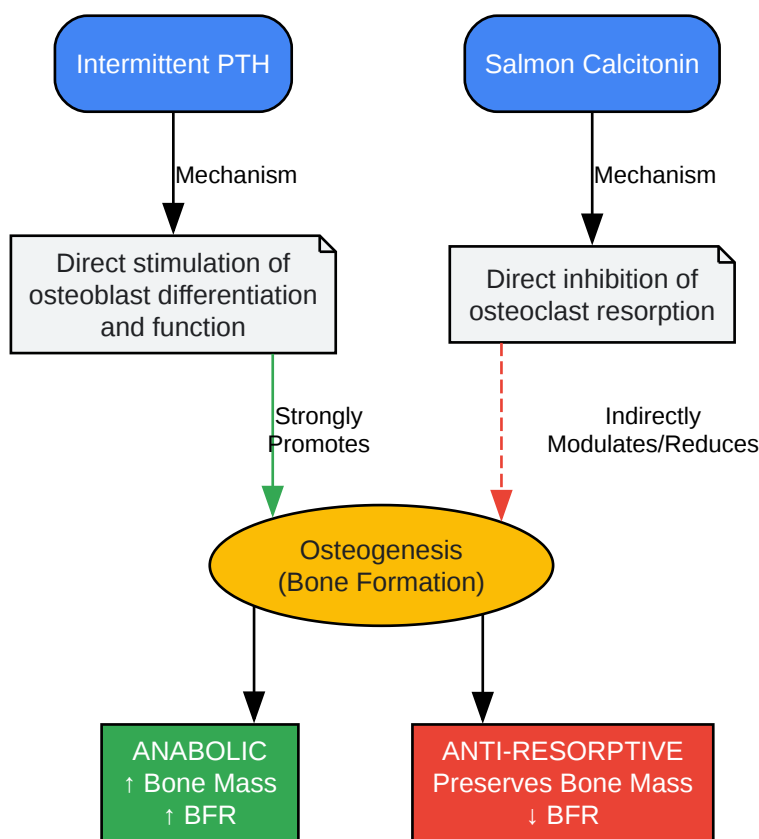 Intermittent PTH
Salmon Calcitonin
Mechanism
Mechanism
Direct stimulation of
osteoblast differentiation
and function
Direct inhibition of
osteoclast resorption
Strongly
Promotes
Indirectly
Modulates/Reduces
Osteogenesis
(Bone Formation)
ANABOLIC
↑ Bone Mass
↑ BFR
ANTI-RESORPTIVE
Preserves Bone Mass
↓ BFR